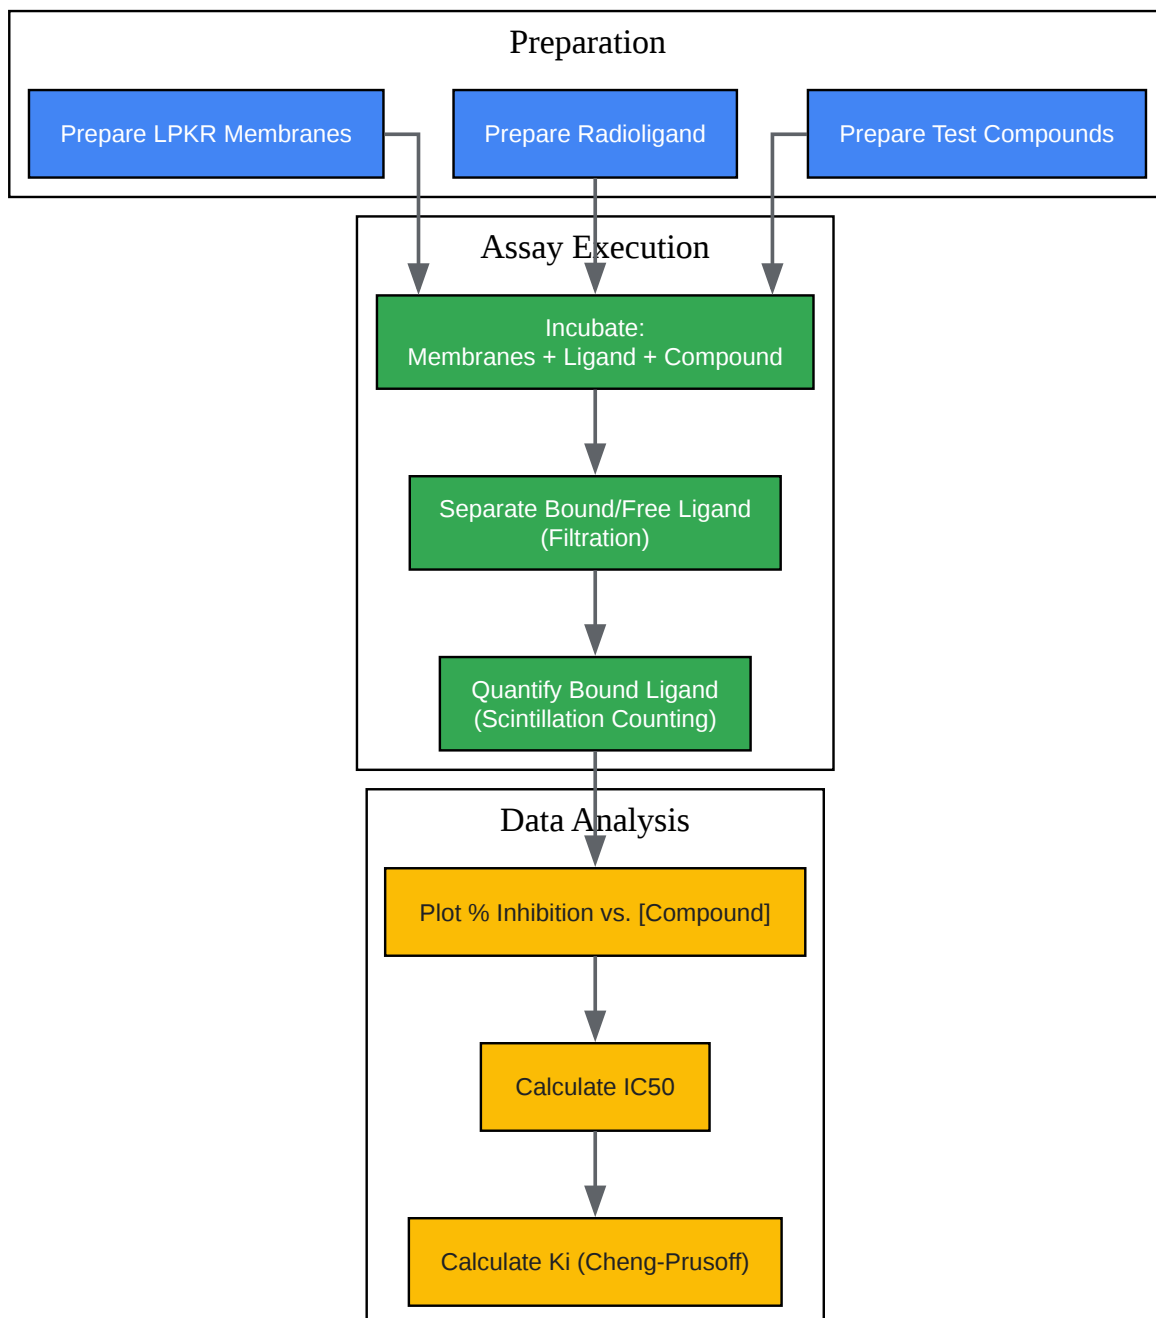 Preparation
Prepare LPKR Membranes
Prepare Radioligand
Prepare Test Compounds
Assay Execution
Incubate:
Membranes + Ligand + Compound
Separate Bound/Free Ligand
(Filtration)
Quantify Bound Ligand
(Scintillation Counting)
Data Analysis
Plot % Inhibition vs. [Compound]
Calculate IC50
Calculate Ki (Cheng-Prusoff)